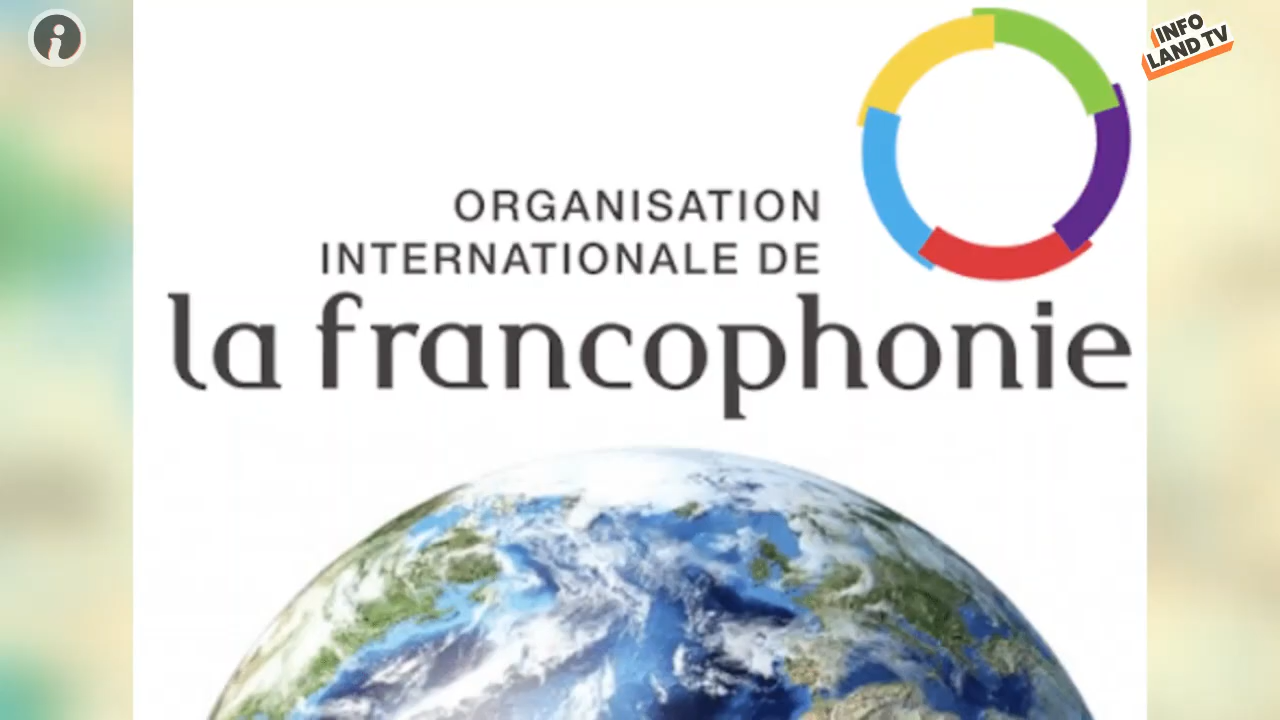 INFO
LAND TV
ORGANISATION
INTERNATIONALE DE
la francophonie